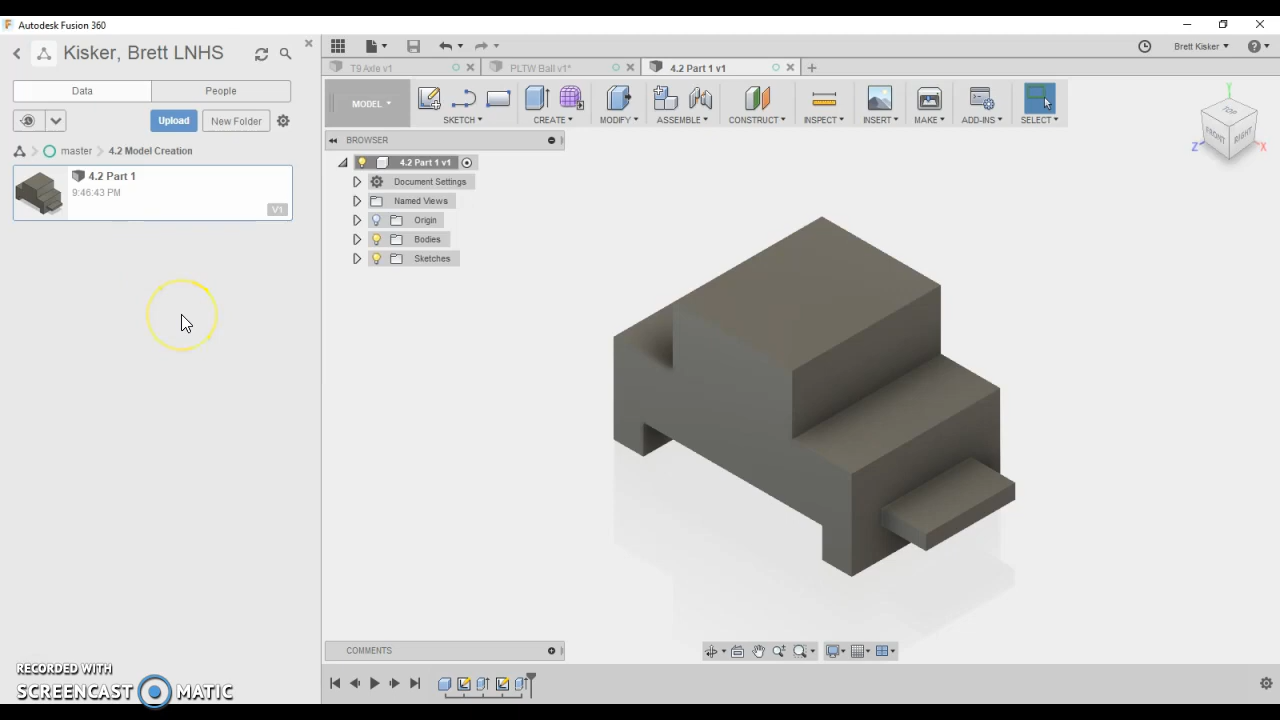 Autodesk Fusion 360
Kisker, Brett LNHS
Brett Kisker
T9 Axle v1
PLTW Ball v1*
4.2 Part 1 v1
Data
People
MODEL
SKETCH
CREATE
MODIFY
ASSEMBLE
CONSTRUCT
INSPECT
INSERT
MAKE
ADD-INS
SELECT
Upload
New Folder
BROWSER
master
4.2 Model Creation
4.2 Part 1 v1
4.2 Part 1
9:46:43 PM
V1
Document Settings
Named Views
Origin
Bodies
Sketches
TOP
FRONT
RIGHT
Y
Z
X
COMMENTS
RECORDED WITH
SCREENCAST MATIC